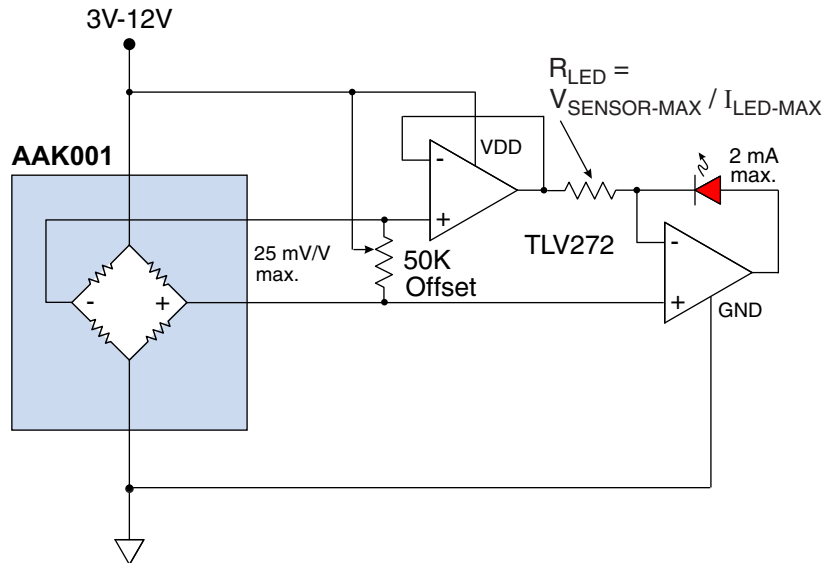 3V-12V
R_LED =
V_SENSOR-MAX / I_LED-MAX
AAK001
VDD
2 mA
max.
-
+
25 mV/V
max.
50K
Offset
TLV272
-
+
-
+
GND